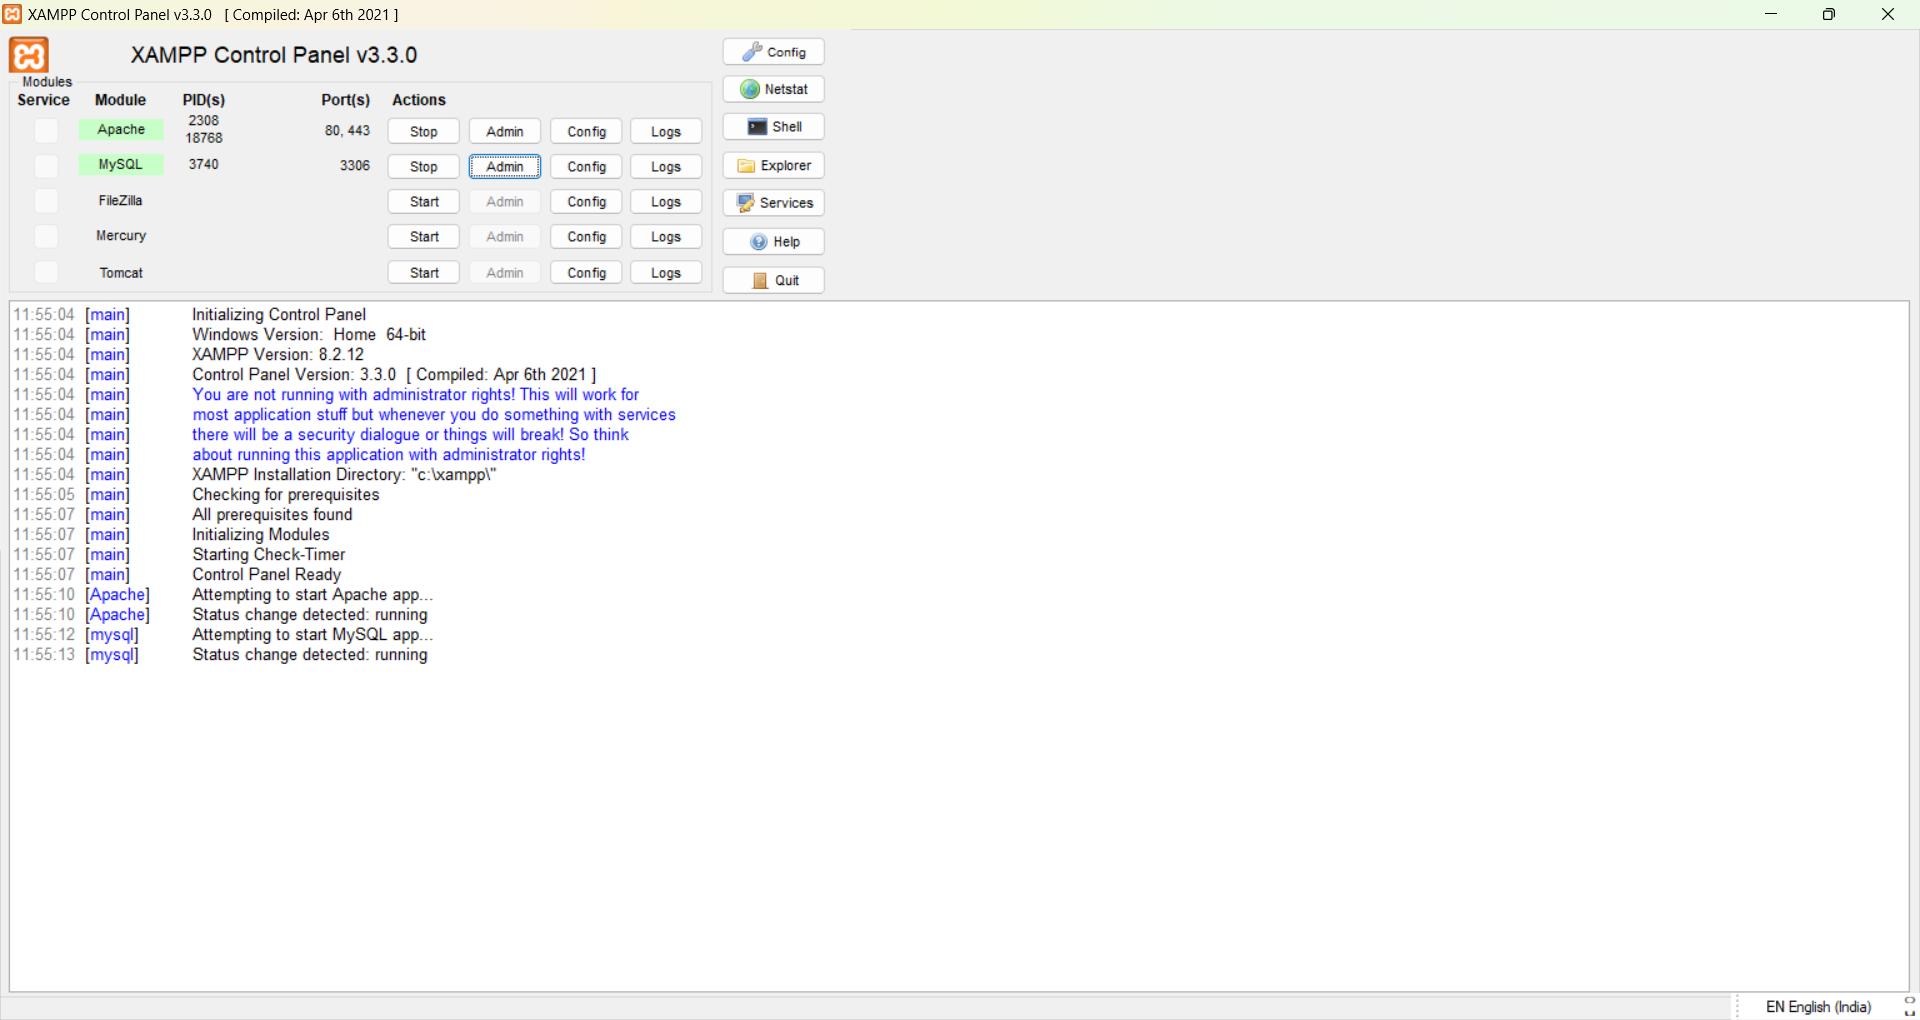 XAMPP Control Panel v3.3.0 [ Compiled: Apr 6th 2021 ]
XAMPP Control Panel v3.3.0
Config
Modules
Service Module PID(s) Port(s) Actions
Netstat
Apache 2308 18768 80, 443 Stop Admin Config Logs
Shell
MySQL 3740 3306 Stop Admin Config Logs
Explorer
FileZilla Start Admin Config Logs
Services
Mercury Start Admin Config Logs
Help
Tomcat Start Admin Config Logs
Quit
11:55:04 [main] Initializing Control Panel
11:55:04 [main] Windows Version: Home 64-bit
11:55:04 [main] XAMPP Version: 8.2.12
11:55:04 [main] Control Panel Version: 3.3.0 [ Compiled: Apr 6th 2021 ]
11:55:04 [main] You are not running with administrator rights! This will work for
11:55:04 [main] most application stuff but whenever you do something with services
11:55:04 [main] there will be a security dialogue or things will break! So think
11:55:04 [main] about running this application with administrator rights!
11:55:04 [main] XAMPP Installation Directory: "c:\xampp\"
11:55:05 [main] Checking for prerequisites
11:55:07 [main] All prerequisites found
11:55:07 [main] Initializing Modules
11:55:07 [main] Starting Check-Timer
11:55:07 [main] Control Panel Ready
11:55:10 [Apache] Attempting to start Apache app...
11:55:10 [Apache] Status change detected: running
11:55:12 [mysql] Attempting to start MySQL app...
11:55:13 [mysql] Status change detected: running
EN English (India)